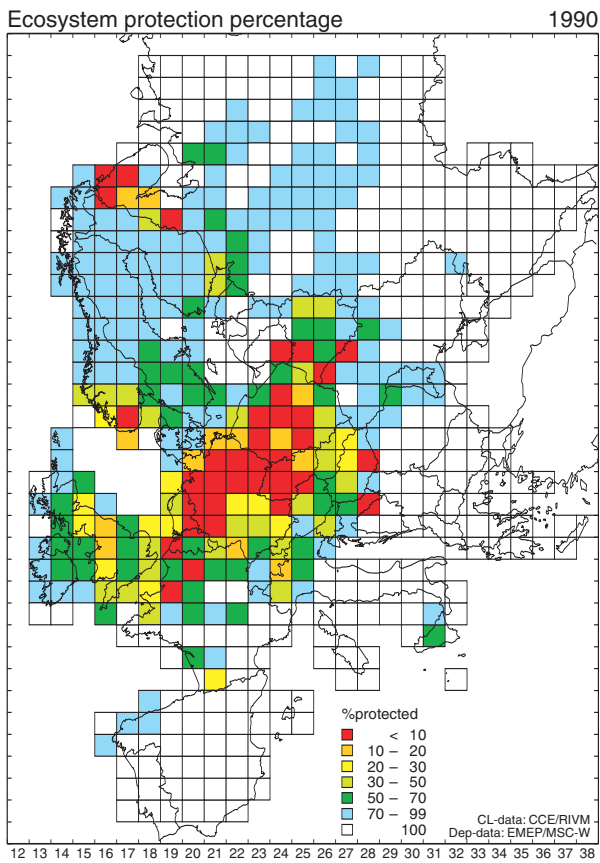 Ecosystem protection percentage 1990
%protected
< 10
10 – 20
20 – 30
30 – 50
50 – 70
70 – 99
100
CL-data: CCE/RIVM
Dep-data: EMEP/MSC-W
12 13 14 15 16 17 18 19 20 21 22 23 24 25 26 27 28 29 30 31 32 33 34 35 36 37 38